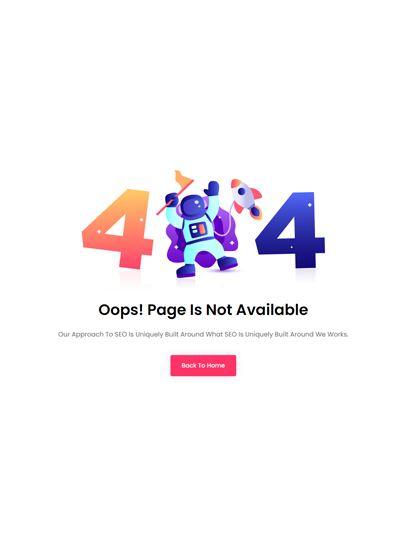 4 4
Oops! Page Is Not Available
Our Approach To SEO Is Uniquely Built Around What SEO Is Uniquely Built Around We Works.
Back To Home